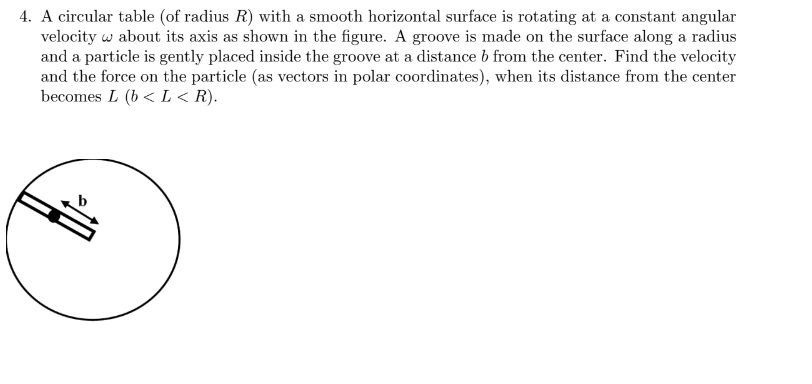 4. A circular table (of radius R) with a smooth horizontal surface is rotating at a constant angular
velocity ω about its axis as shown in the figure. A groove is made on the surface along a radius
and a particle is gently placed inside the groove at a distance b from the center. Find the velocity
and the force on the particle (as vectors in polar coordinates), when its distance from the center
becomes L (b < L < R).
b